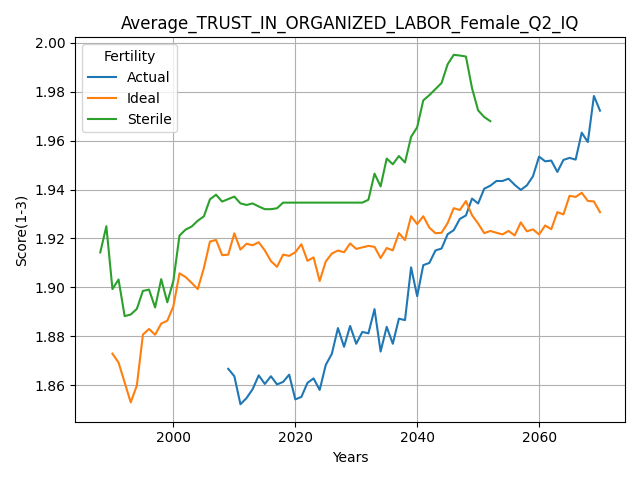 Average_TRUST_IN_ORGANIZED_LABOR_Female_Q2_IQ
2.00
1.98
1.96
1.94
1.92
1.90
1.88
1.86
Score(1-3)
Fertility
Actual
Ideal
Sterile
2000
2020
2040
2060
Years